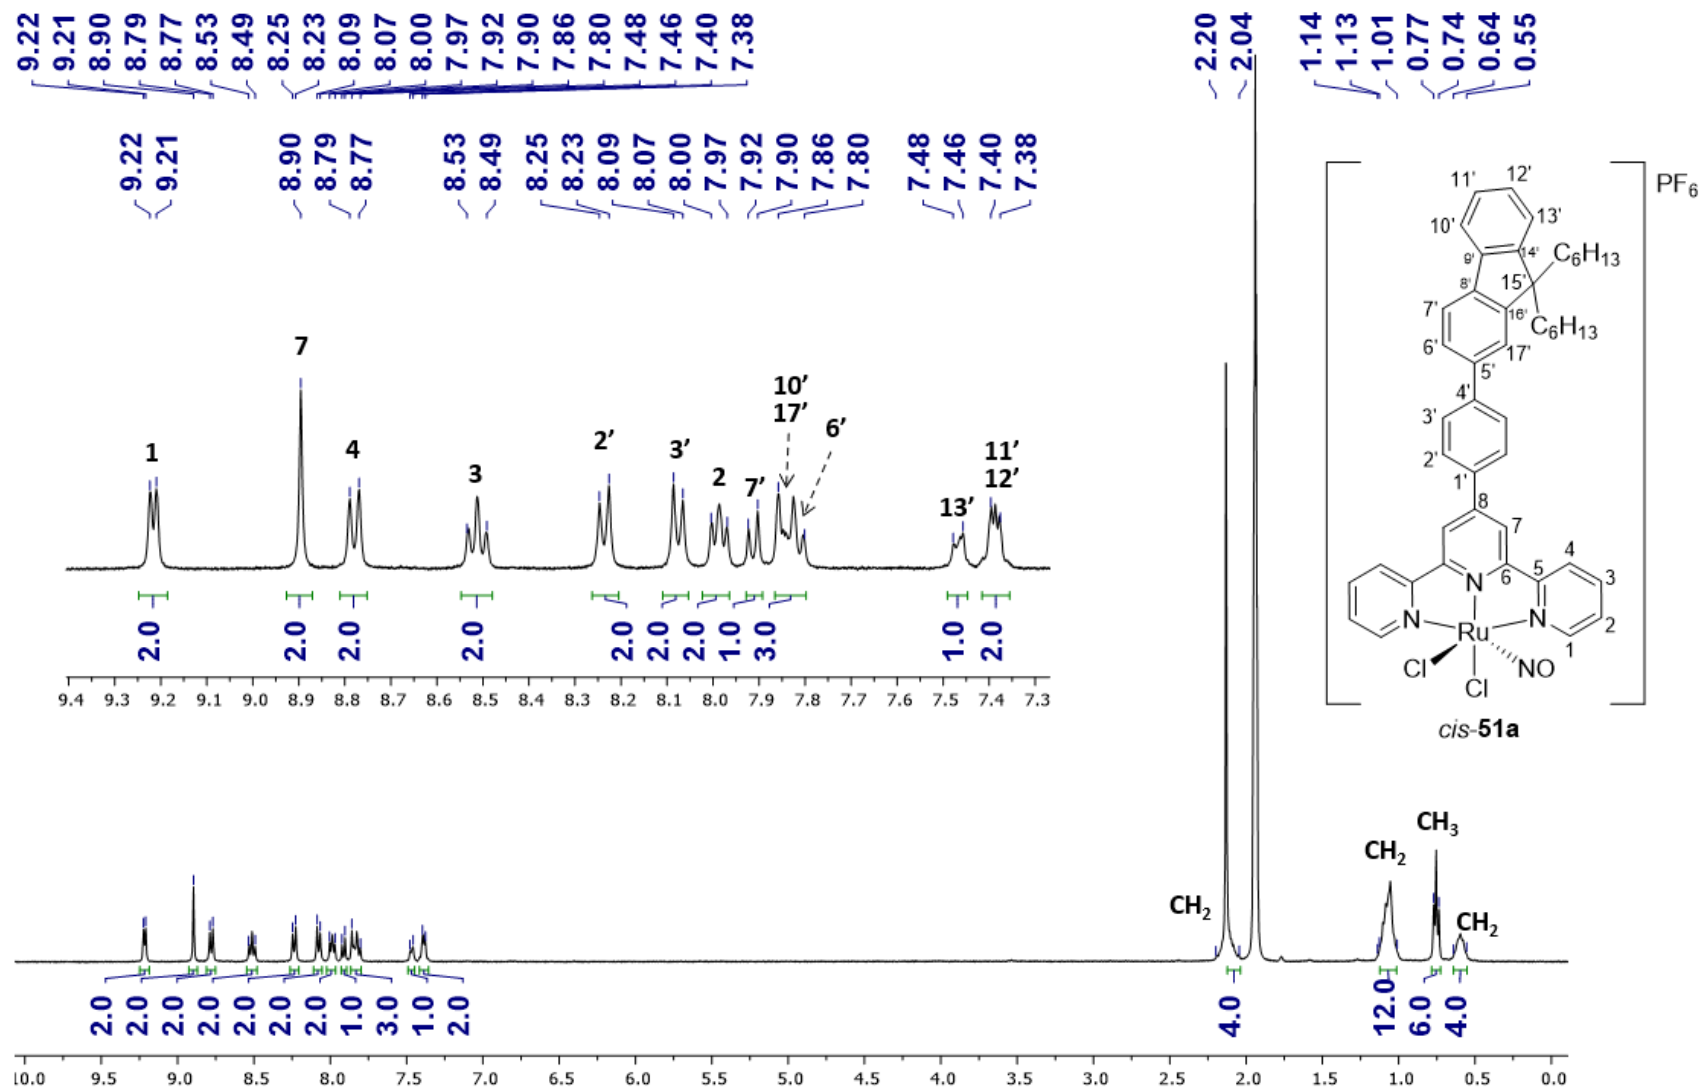 9.22 9.21 8.90 8.79 8.77 8.53 8.49 8.25 8.23 8.09 8.07 8.00 7.97 7.92 7.90 7.86 7.80 7.48 7.46 7.40 7.38 2.20 2.04 1.14 1.13 1.01 0.77 0.74 0.64 0.55
9.22 9.21 8.90 8.79 8.77 8.53 8.49 8.25 8.23 8.09 8.07 8.00 7.97 7.92 7.90 7.86 7.80 7.48 7.46 7.40 7.38
7
1
4
3
2’
3’
2
7’
10’
17’
6’
13’
11’
12’
2.0 2.0 2.0 2.0 2.0 2.0 2.0 1.0 3.0 1.0 2.0
9.4 9.3 9.2 9.1 9.0 8.9 8.8 8.7 8.6 8.5 8.4 8.3 8.2 8.1 8.0 7.9 7.8 7.7 7.6 7.5 7.4 7.3
PF6
11' 12'
10' 13'
9' 14' C6H13
8' 15'
7' 16' C6H13
6' 17'
5'
4'
3'
2'
1'
8
7
4
6 5 3
N
N N 2
Ru 1
Cl NO
Cl
cis-51a
CH2
CH2
CH3
CH2
2.0 2.0 2.0 2.0 2.0 2.0 2.0 1.0 3.0 1.0 2.0 4.0 12.0 6.0 4.0
10.0 9.5 9.0 8.5 8.0 7.5 7.0 6.5 6.0 5.5 5.0 4.5 4.0 3.5 3.0 2.5 2.0 1.5 1.0 0.5 0.0